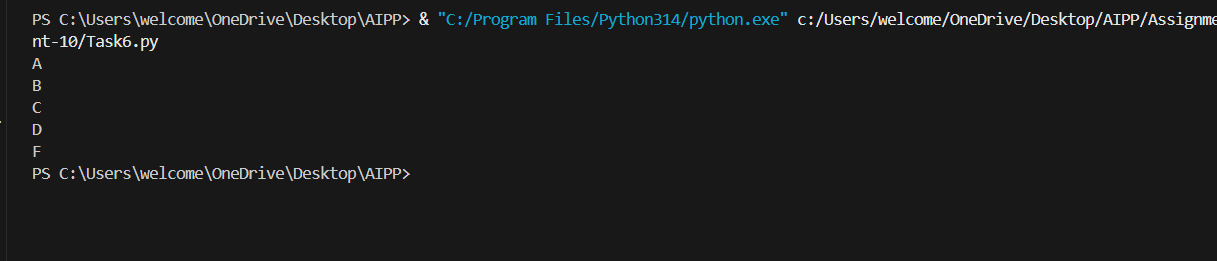 PS C:\Users\welcome\OneDrive\Desktop\AIPP> & "C:/Program Files/Python314/python.exe" c:/Users/welcome/OneDrive/Desktop/AIPP/Assignme
nt-10/Task6.py
A
B
C
D
F
PS C:\Users\welcome\OneDrive\Desktop\AIPP>